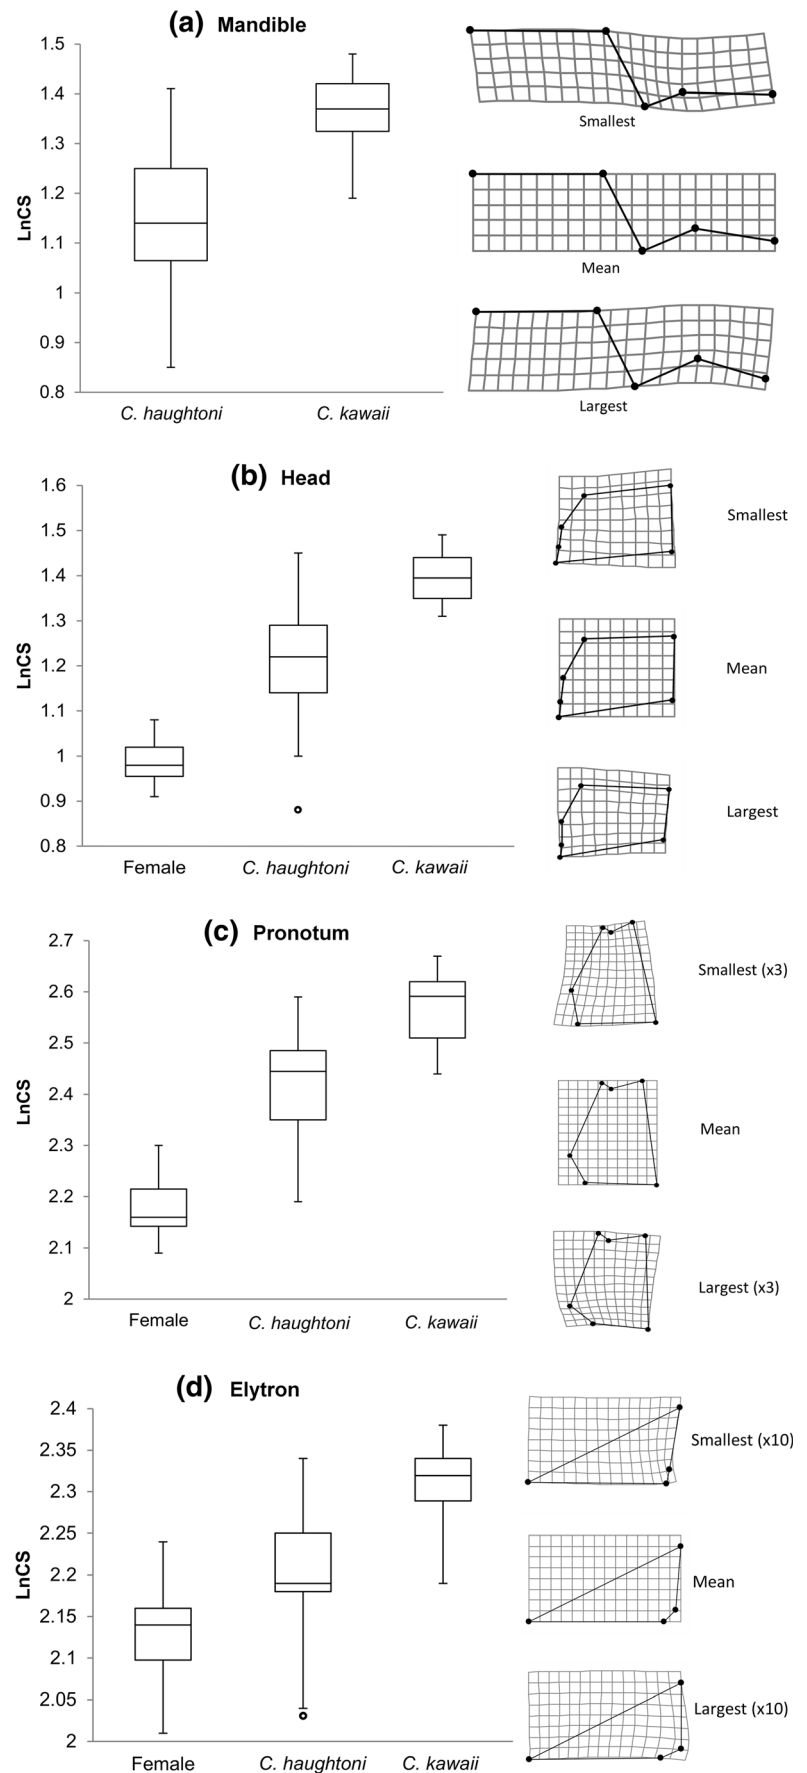 (a) Mandible
LnCS
1.5
1.4
1.3
1.2
1.1
1
0.9
0.8
C. haughtoni
C. kawaii
Smallest
Mean
Largest
(b) Head
LnCS
1.6
1.5
1.4
1.3
1.2
1.1
1
0.9
0.8
Female
C. haughtoni
C. kawaii
Smallest
Mean
Largest
(c) Pronotum
LnCS
2.7
2.6
2.5
2.4
2.3
2.2
2.1
2
Female
C. haughtoni
C. kawaii
Smallest (x3)
Mean
Largest (x3)
(d) Elytron
LnCS
2.4
2.35
2.3
2.25
2.2
2.15
2.1
2.05
2
Female
C. haughtoni
C. kawaii
Smallest (x10)
Mean
Largest (x10)